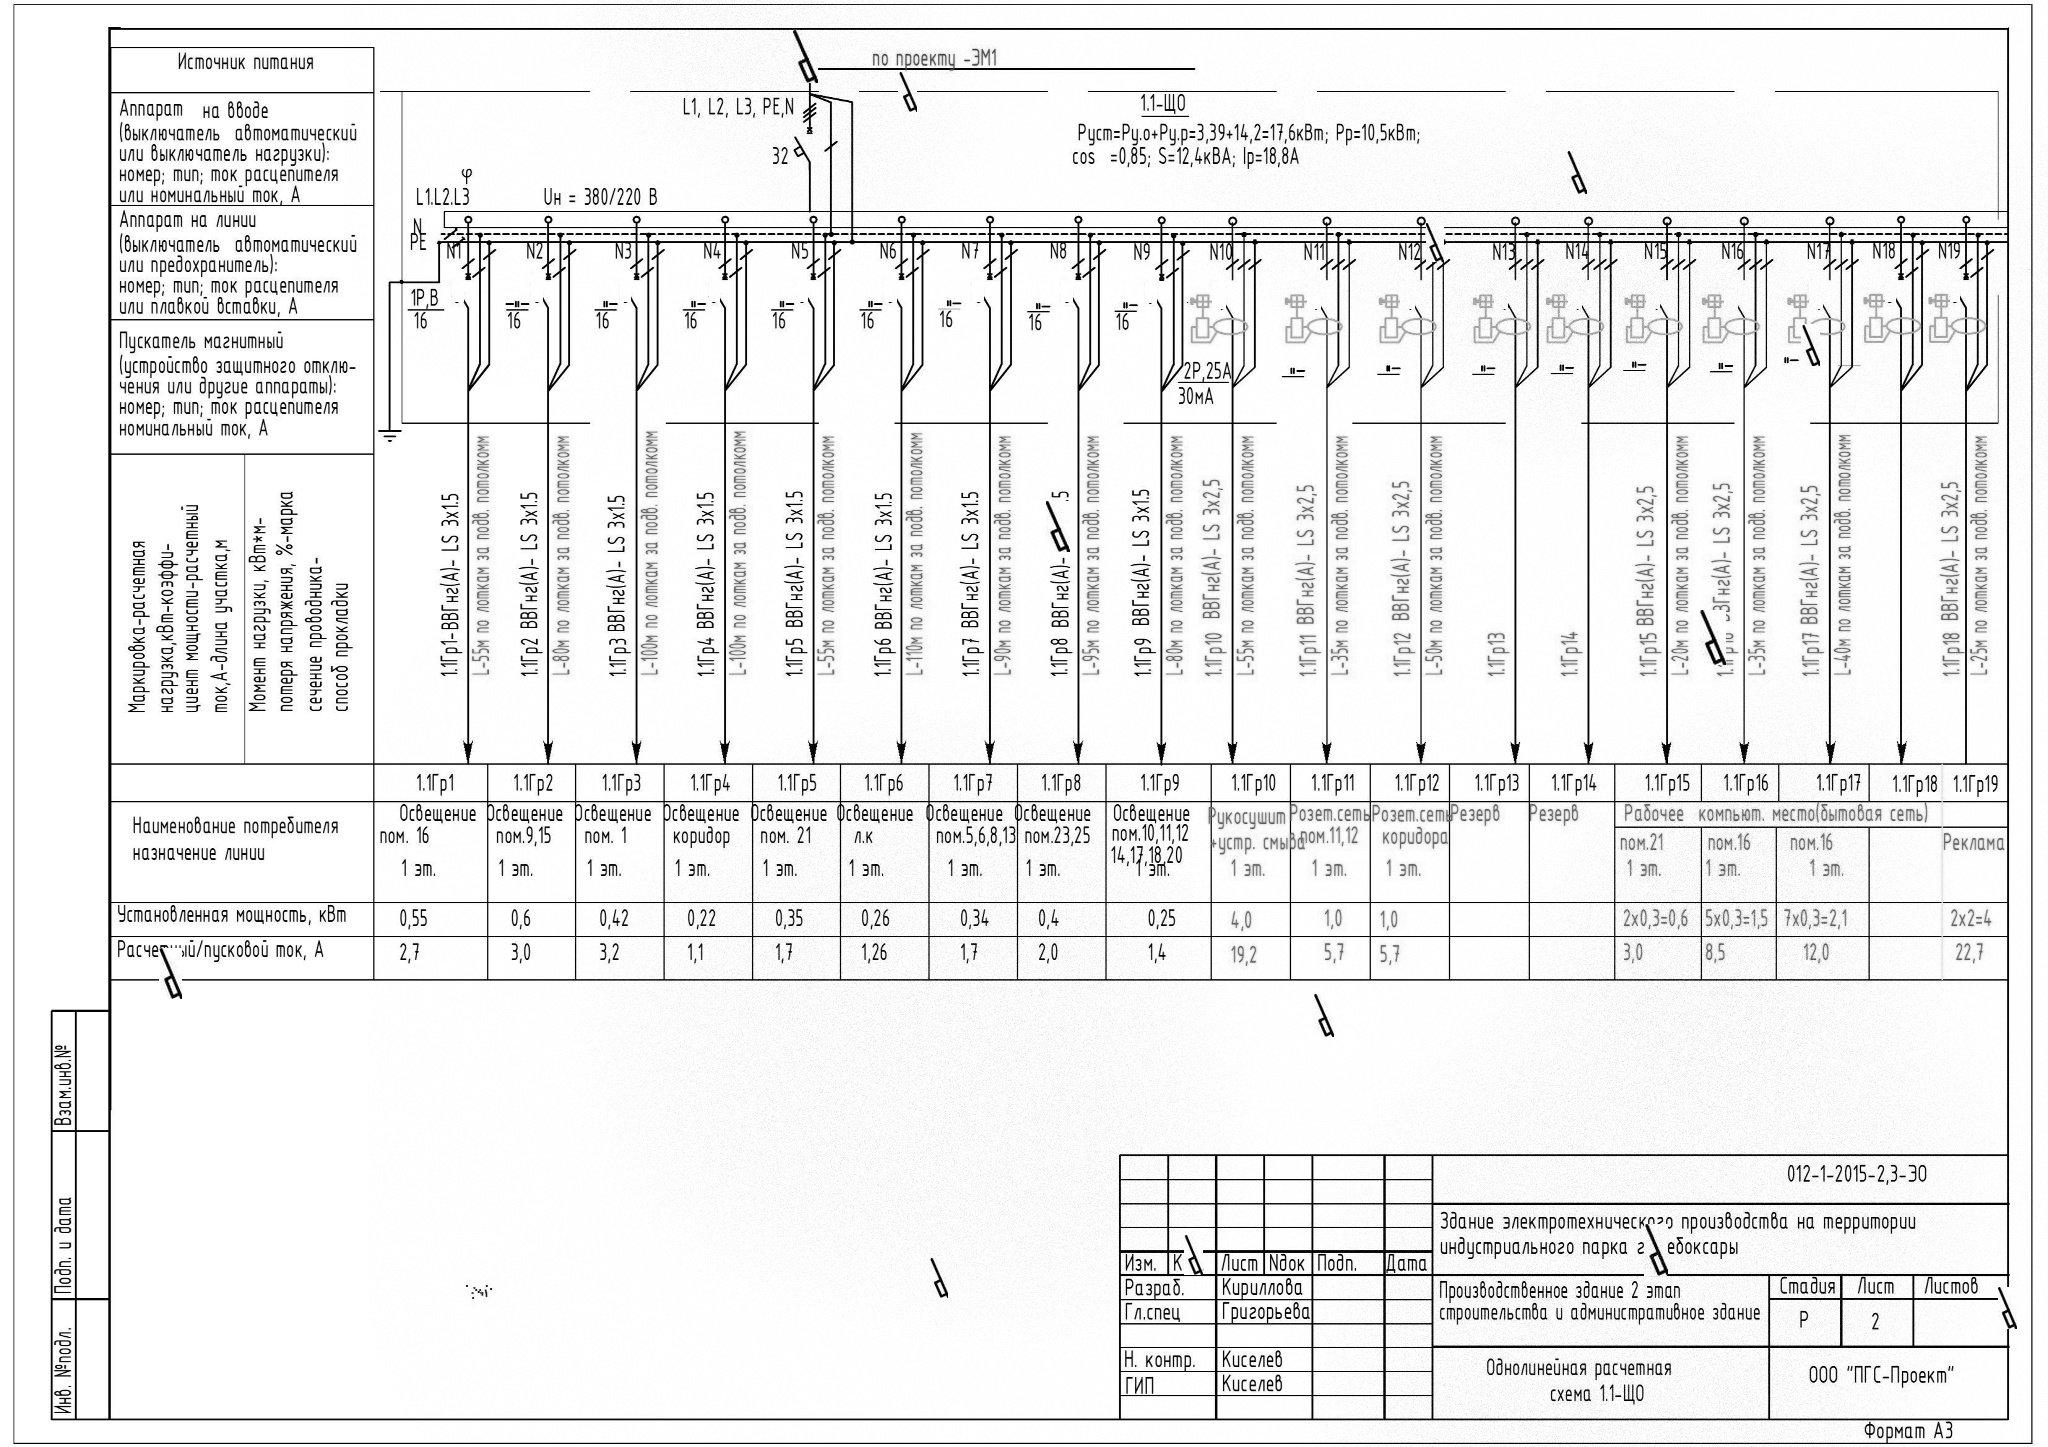 Источник питания
Аппарат на вводе
(выключатель автоматический
или выключатель нагрузки):
номер; тип; ток расцепителя
или номинальный ток, А
Аппарат на линии
(выключатель автоматический
или предохранитель):
номер; тип; ток расцепителя
или плавкой вставки, А
Пускатель магнитный
(устройство защитного отклю-
чения или другие аппараты):
номер; тип; ток расцепителя
номинальный ток, А
Маркировка-расчетная
нагрузка,кВт-коэффи-
циент мощности-расчетный
ток,А-длина участка,м
Момент нагрузки, кВт*м-
потеря напряжения, %-марка
сечение проводника-
способ прокладки
по проекту -ЭМ1
L1, L2, L3, PE,N
32
1.1-ЩО
Руст=Ру.о+Ру.р=3,39+14,2=17,6кВт; Рр=10,5кВт;
cos =0,85; S=12,4кВА; Iр=18,8А
φ
L1.L2.L3
Uн = 380/220 В
N
PE
N1 N2 N3 N4 N5 N6 N7 N8 N9 N10 N11 N12 N13 N14 N15 N16 N17 N18 N19
1Р,В
16
-"- 16
-"- 16
-"- 16
-"- 16
-"- 16
-"- 16
-"- 16
-"- 16
2Р,25А
30мА
-"- -"- -"- -"- -"- -"- -"-
1.1Гр1-ВВГнг(А)- LS 3х1.5
L-55м по лоткам за подв. потолкомм
1.1Гр2 ВВГнг(А)- LS 3х1.5
L-80м по лоткам за подв. потолкомм
1.1Гр3 ВВГнг(А)- LS 3х1.5
L-100м по лоткам за подв. потолкомм
1.1Гр4 ВВГнг(А)- LS 3х1.5
L-100м по лоткам за подв. потолкомм
1.1Гр5 ВВГнг(А)- LS 3х1.5
L-55м по лоткам за подв. потолкомм
1.1Гр6 ВВГнг(А)- LS 3х1.5
L-110м по лоткам за подв. потолкомм
1.1Гр7 ВВГнг(А)- LS 3х1.5
L-90м по лоткам за подв. потолкомм
1.1Гр8 ВВГнг(А)- .5
L-95м по лоткам за подв. потолкомм
1.1Гр9 ВВГнг(А)- LS 3х1.5
L-80м по лоткам за подв. потолкомм
1.1Гр10 ВВГнг(А)- LS 3х2,5
L-55м по лоткам за подв. потолкомм
1.1Гр11 ВВГнг(А)- LS 3х2,5
L-35м по лоткам за подв. потолкомм
1.1Гр12 ВВГнг(А)- LS 3х2,5
L-50м по лоткам за подв. потолкомм
1.1Гр13
1.1Гр14
1.1Гр15 ВВГнг(А)- LS 3х2,5
L-20м по лоткам за подв. потолкомм
ВГнг(А)- LS 3х2,5
L-35м по лоткам за подв. потолкомм
1.1Гр17 ВВГнг(А)- LS 3х2,5
L-40м по лоткам за подв. потолкомм
1.1Гр18 ВВГнг(А)- LS 3х2,5
L-25м по лоткам за подв. потолкомм
1.1Гр1 1.1Гр2 1.1Гр3 1.1Гр4 1.1Гр5 1.1Гр6 1.1Гр7 1.1Гр8 1.1Гр9 1.1Гр10 1.1Гр11 1.1Гр12 1.1Гр13 1.1Гр14 1.1Гр15 1.1Гр16 1.1Гр17 1.1Гр18 1.1Гр19
Наименование потребителя
назначение линии
Освещение
пом. 16
1 эт.
Освещение
пом.9,15
1 эт.
Освещение
пом. 1
1 эт.
Освещение
коридор
1 эт.
Освещение
пом. 21
1 эт.
Освещение
л.к
1 эт.
Освещение
пом.5,6,8,13
1 эт.
Освещение
пом.23,25
1 эт.
Освещение
пом.10,11,12
14,17,18,20
1 эт.
Рукосушит
+устр. смыва
1 эт.
Розет.сеть
пом.11,12
1 эт.
Розет.сеть
коридора
1 эт.
Резерв
Резерв
Рабочее компьют. место(бытовая сеть)
пом.21
1 эт.
пом.16
1 эт.
пом.16
1 эт.
Реклама
Установленная мощность, кВт
0,55 0,6 0,42 0,22 0,35 0,26 0,34 0,4 0,25 4,0 1,0 1,0 2х0,3=0,6 5х0,3=1,5 7х0,3=2,1 2х2=4
ый/пусковой ток, А
2,7 3,0 3,2 1,1 1,7 1,26 1,7 2,0 1,4 19,2 5,7 5,7 3,0 8,5 12,0 22,7
Взам.инв.№
Подп. и дата
Инв. №подл.
012-1-2015-2,3-ЭО
Здание электротехнического производства на территории
индустриального парка г ебоксары
Изм. К Лист Nдок Подп. Дата
Разраб. Кириллова
Гл.спец Григорьева
Н. контр. Киселев
ГИП Киселев
Производственное здание 2 этап
строительства и административное здание
Стадия Лист Листов
Р 2
Однолинейная расчетная
схема 1.1-ЩО
ООО "ПГС-Проект"
Формат А3